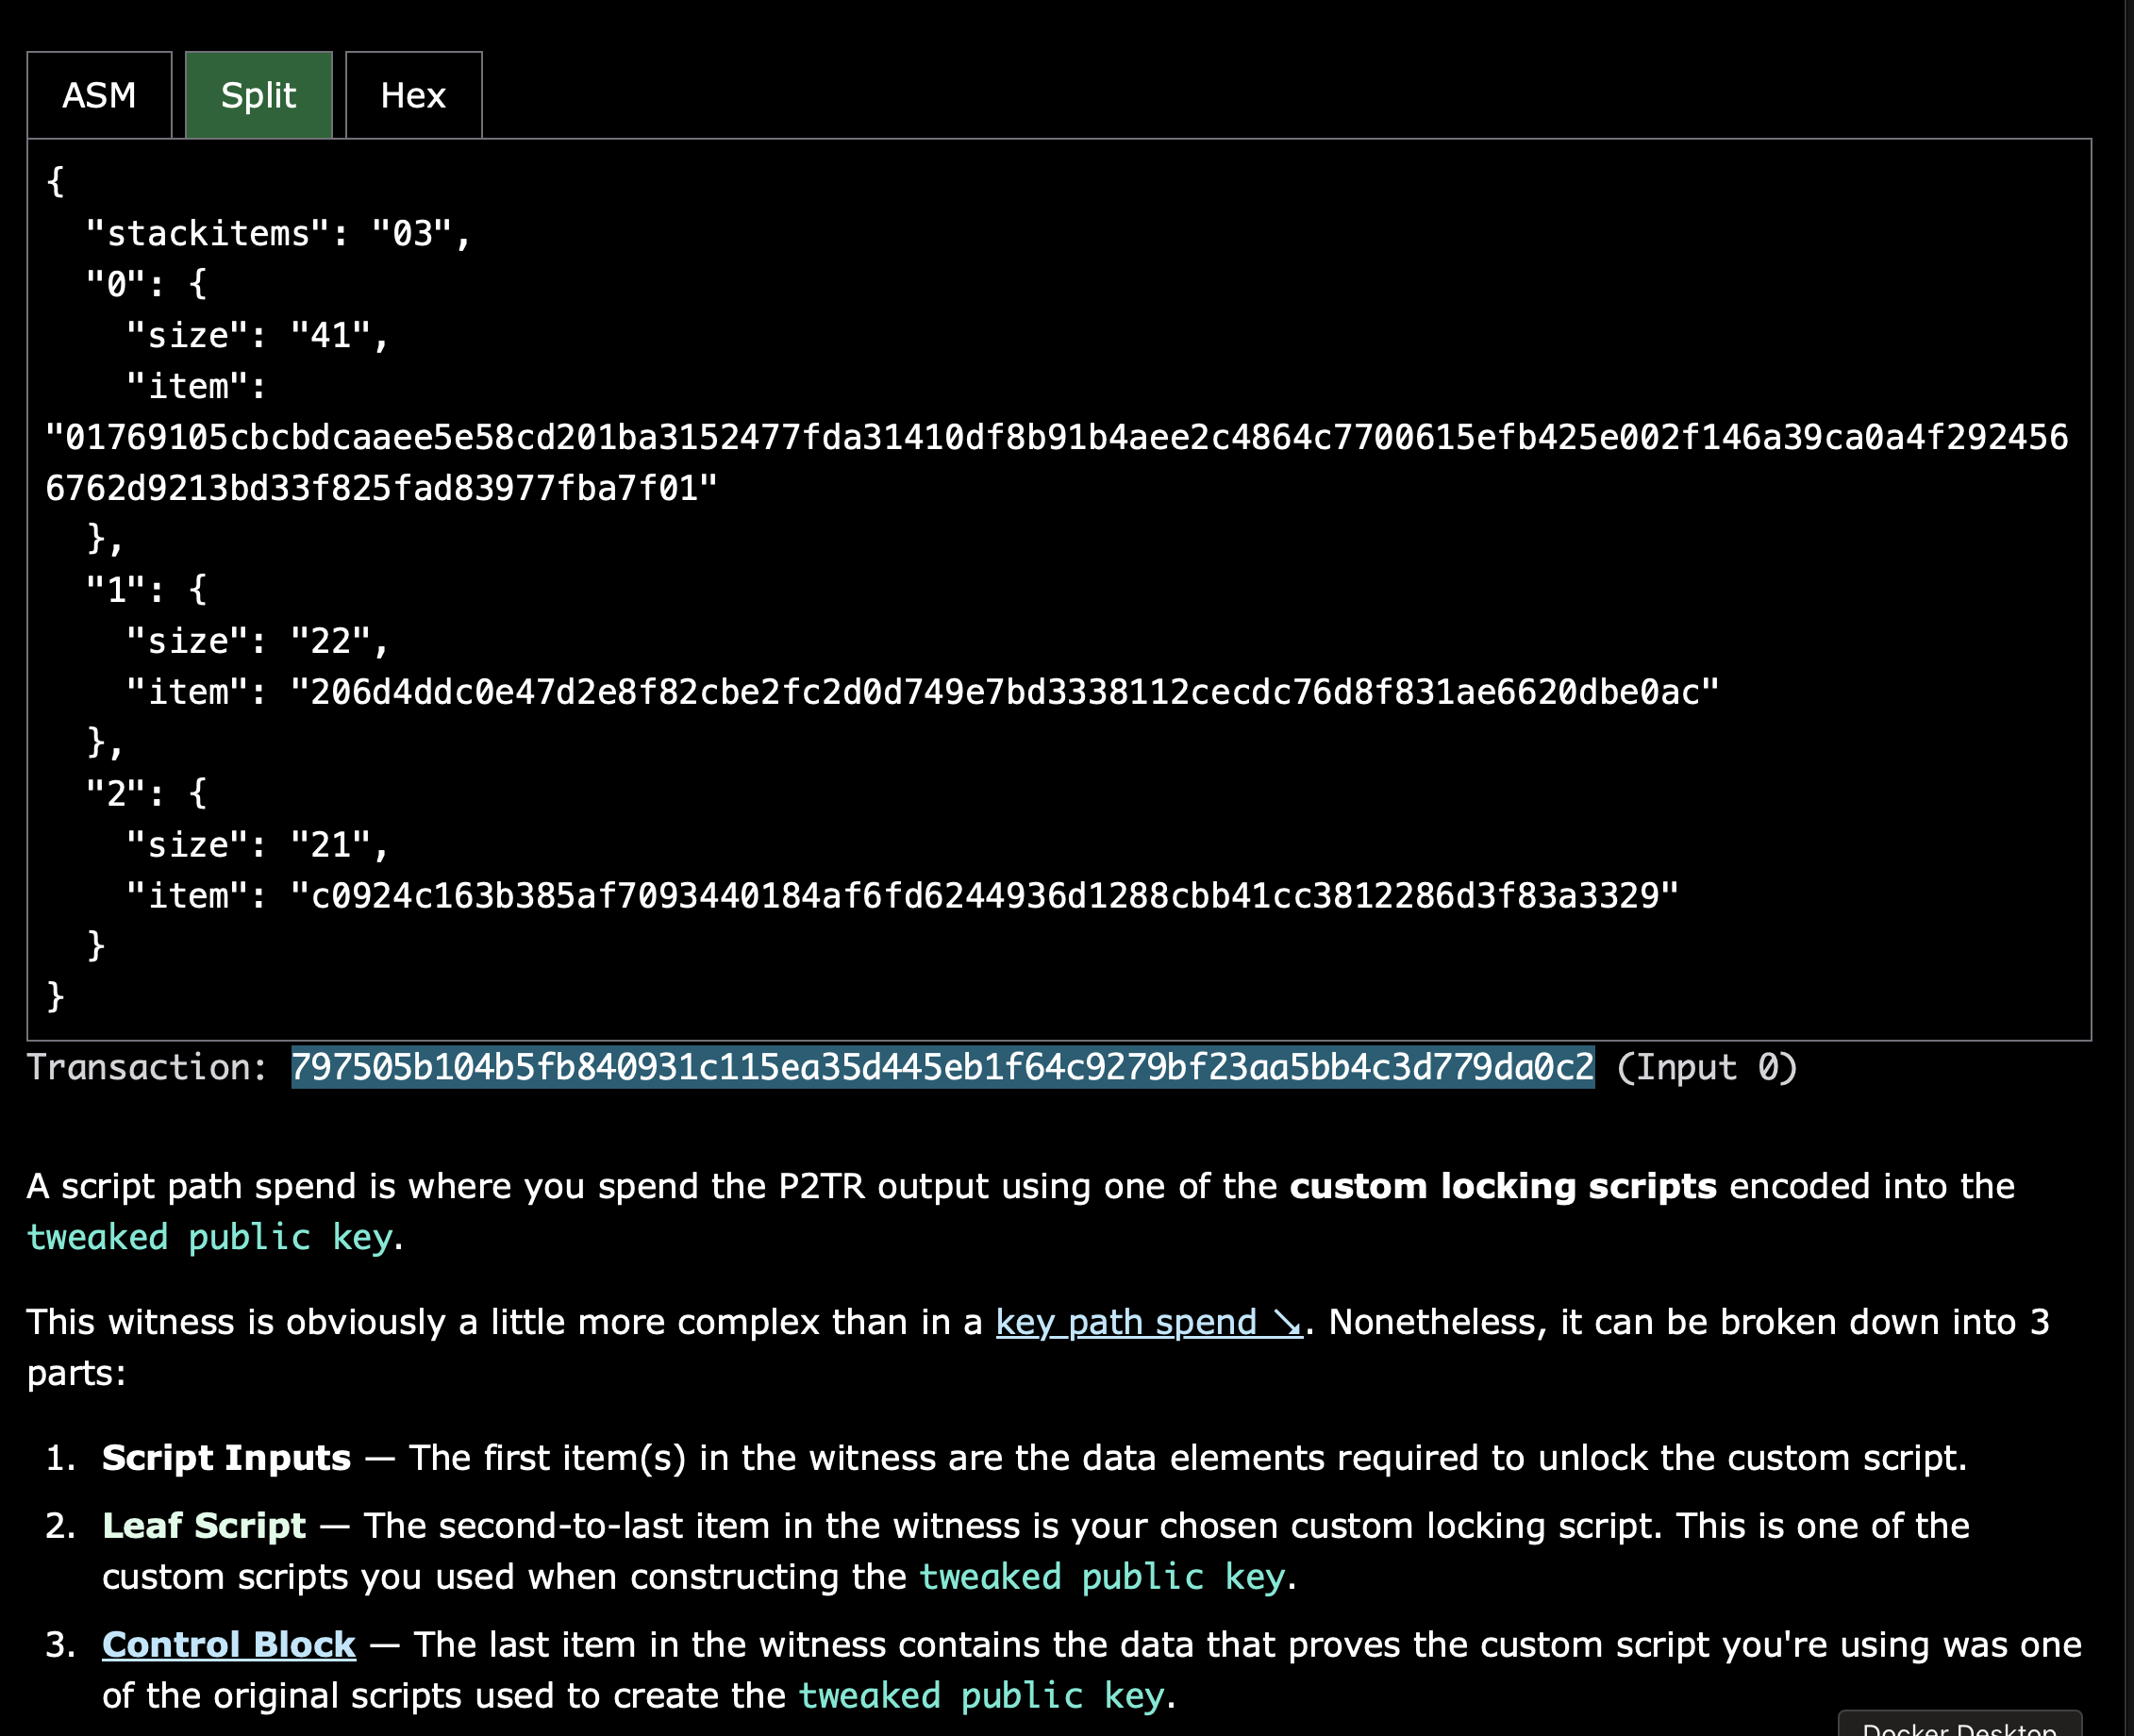 ASM Split Hex
{
"stackitems": "03",
"0": {
"size": "41",
"item":
"01769105cbcbdcaaee5e58cd201ba3152477fda31410df8b91b4aee2c4864c7700615efb425e002f146a39ca0a4f292456
6762d9213bd33f825fad83977fba7f01"
},
"1": {
"size": "22",
"item": "206d4ddc0e47d2e8f82cbe2fc2d0d749e7bd3338112cecdc76d8f831ae6620dbe0ac"
},
"2": {
"size": "21",
"item": "c0924c163b385af7093440184af6fd6244936d1288cbb41cc3812286d3f83a3329"
}
}
Transaction: 797505b104b5fb840931c115ea35d445eb1f64c9279bf23aa5bb4c3d779da0c2 (Input 0)
A script path spend is where you spend the P2TR output using one of the custom locking scripts encoded into the
tweaked public key.
This witness is obviously a little more complex than in a key path spend ↘. Nonetheless, it can be broken down into 3
parts:
1. Script Inputs — The first item(s) in the witness are the data elements required to unlock the custom script.
2. Leaf Script — The second-to-last item in the witness is your chosen custom locking script. This is one of the
custom scripts you used when constructing the tweaked public key.
3. Control Block — The last item in the witness contains the data that proves the custom script you're using was one
of the original scripts used to create the tweaked public key.
Docker Desktop